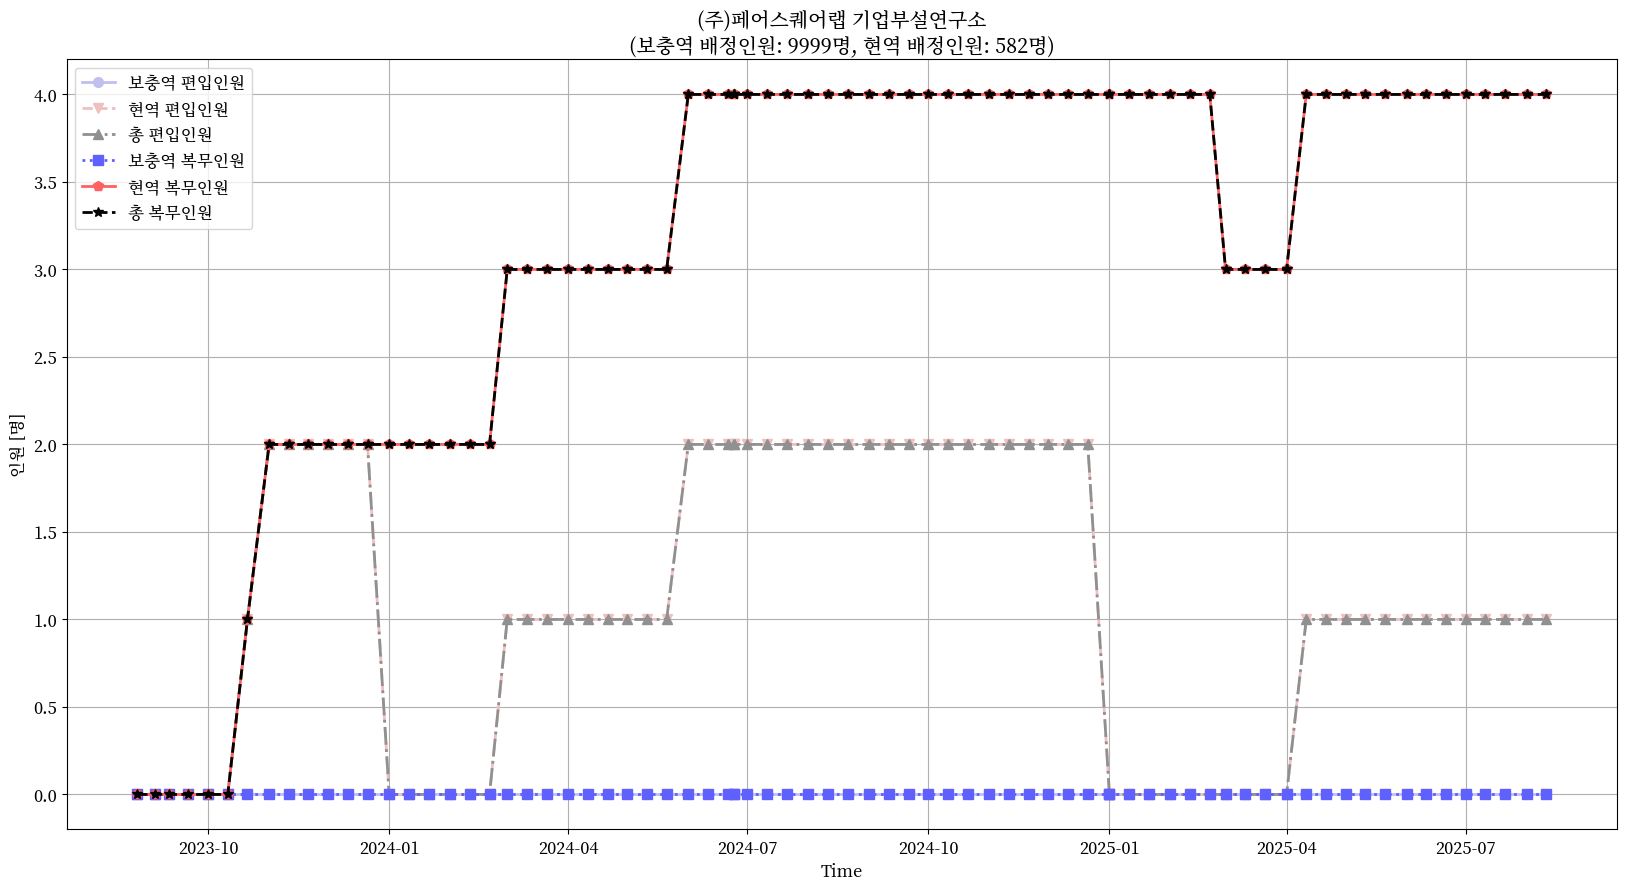 (주)페어스퀘어랩 기업부설연구소
(보충역 배정인원: 9999명, 현역 배정인원: 582명)
보충역 편입인원
현역 편입인원
총 편입인원
보충역 복무인원
현역 복무인원
총 복무인원
인원 [명]
4.0
3.5
3.0
2.5
2.0
1.5
1.0
0.5
0.0
2023-10 2024-01 2024-04 2024-07 2024-10 2025-01 2025-04 2025-07
Time